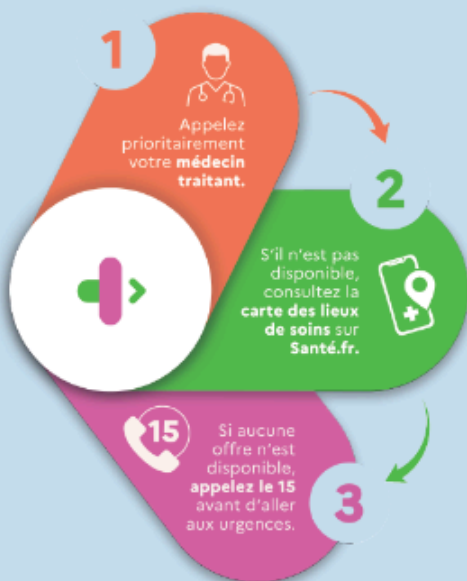 1
Appelez
prioritairement
votre médecin
traitant.
2
S'il n'est pas
disponible,
consultez la
carte des lieux
de soins sur
Santé.fr.
15
Si aucune
offre n'est
disponible,
appelez le 15
avant d'aller
aux urgences.
3